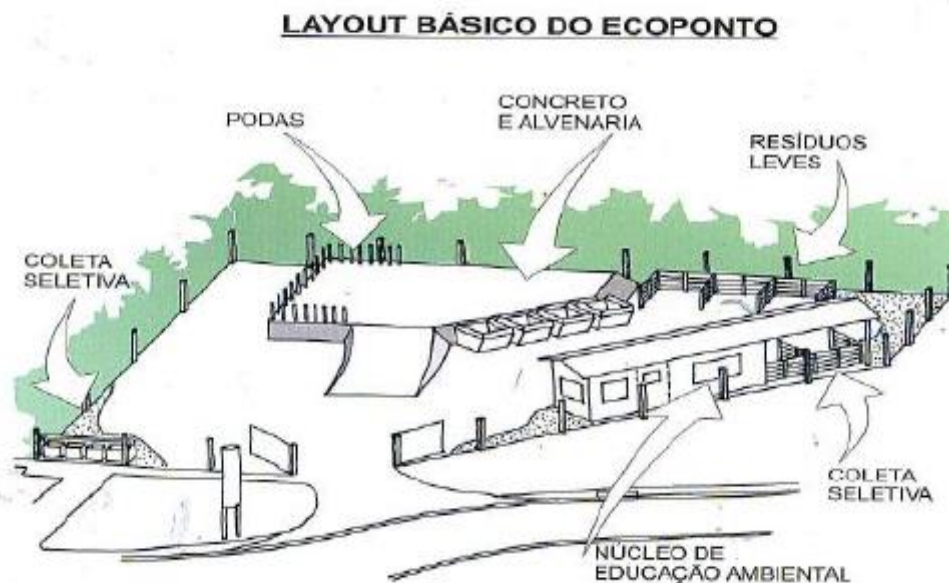 LAYOUT BÁSICO DO ECOPONTO
PODAS
CONCRETO
E ALVENARIA
RESÍDUOS
LEVES
COLETA
SELETIVA
COLETA
SELETIVA
NÚCLEO DE
EDUCAÇÃO AMBIENTAL